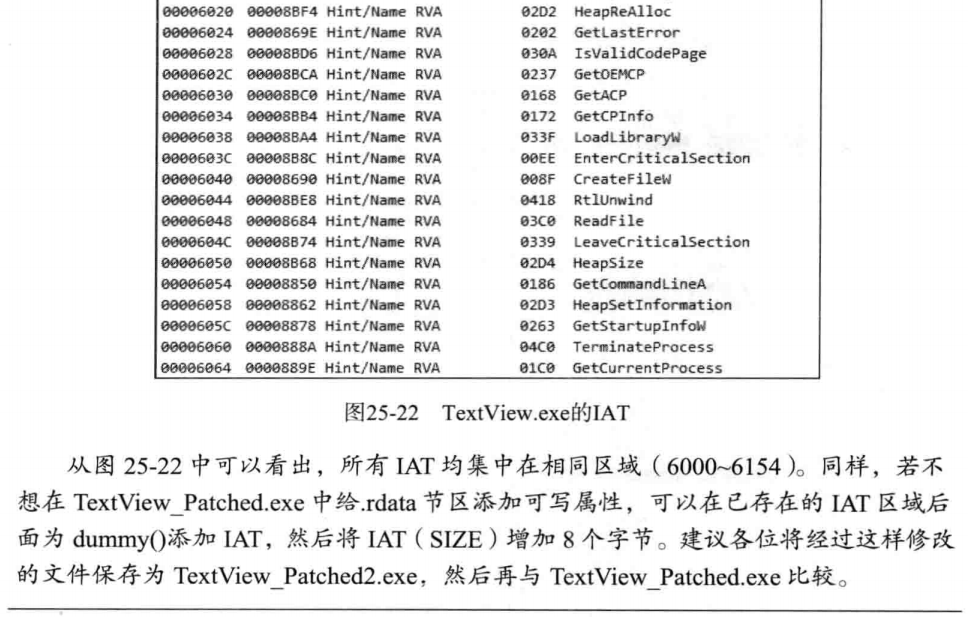 00006020 00008BF4 Hint/Name RVA 02D2 HeapReAlloc
00006024 0000869E Hint/Name RVA 0202 GetLastError
00006028 00008BD6 Hint/Name RVA 030A IsValidCodePage
0000602C 00008BCA Hint/Name RVA 0237 GetOEMCP
00006030 00008BC0 Hint/Name RVA 0168 GetACP
00006034 00008BB4 Hint/Name RVA 0172 GetCPInfo
00006038 00008BA4 Hint/Name RVA 033F LoadLibraryW
0000603C 00008B8C Hint/Name RVA 00EE EnterCriticalSection
00006040 00008690 Hint/Name RVA 008F CreateFileW
00006044 00008BE8 Hint/Name RVA 0418 RtlUnwind
00006048 00008684 Hint/Name RVA 03C0 ReadFile
0000604C 00008B74 Hint/Name RVA 0339 LeaveCriticalSection
00006050 00008B68 Hint/Name RVA 02D4 HeapSize
00006054 00008850 Hint/Name RVA 0186 GetCommandLineA
00006058 00008862 Hint/Name RVA 02D3 HeapSetInformation
0000605C 00008878 Hint/Name RVA 0263 GetStartupInfoW
00006060 0000888A Hint/Name RVA 04C0 TerminateProcess
00006064 0000889E Hint/Name RVA 01C0 GetCurrentProcess
图25-22 TextView.exe的IAT
从图 25-22 中可以看出，所有 IAT 均集中在相同区域（6000~6154）。同样，若不
想在 TextView_Patched.exe 中给.rdata 节区添加可写属性，可以在已存在的 IAT 区域后
面为 dummy()添加 IAT，然后将 IAT（SIZE）增加 8 个字节。建议各位将经过这样修改
的文件保存为 TextView_Patched2.exe，然后再与 TextView_Patched.exe 比较。